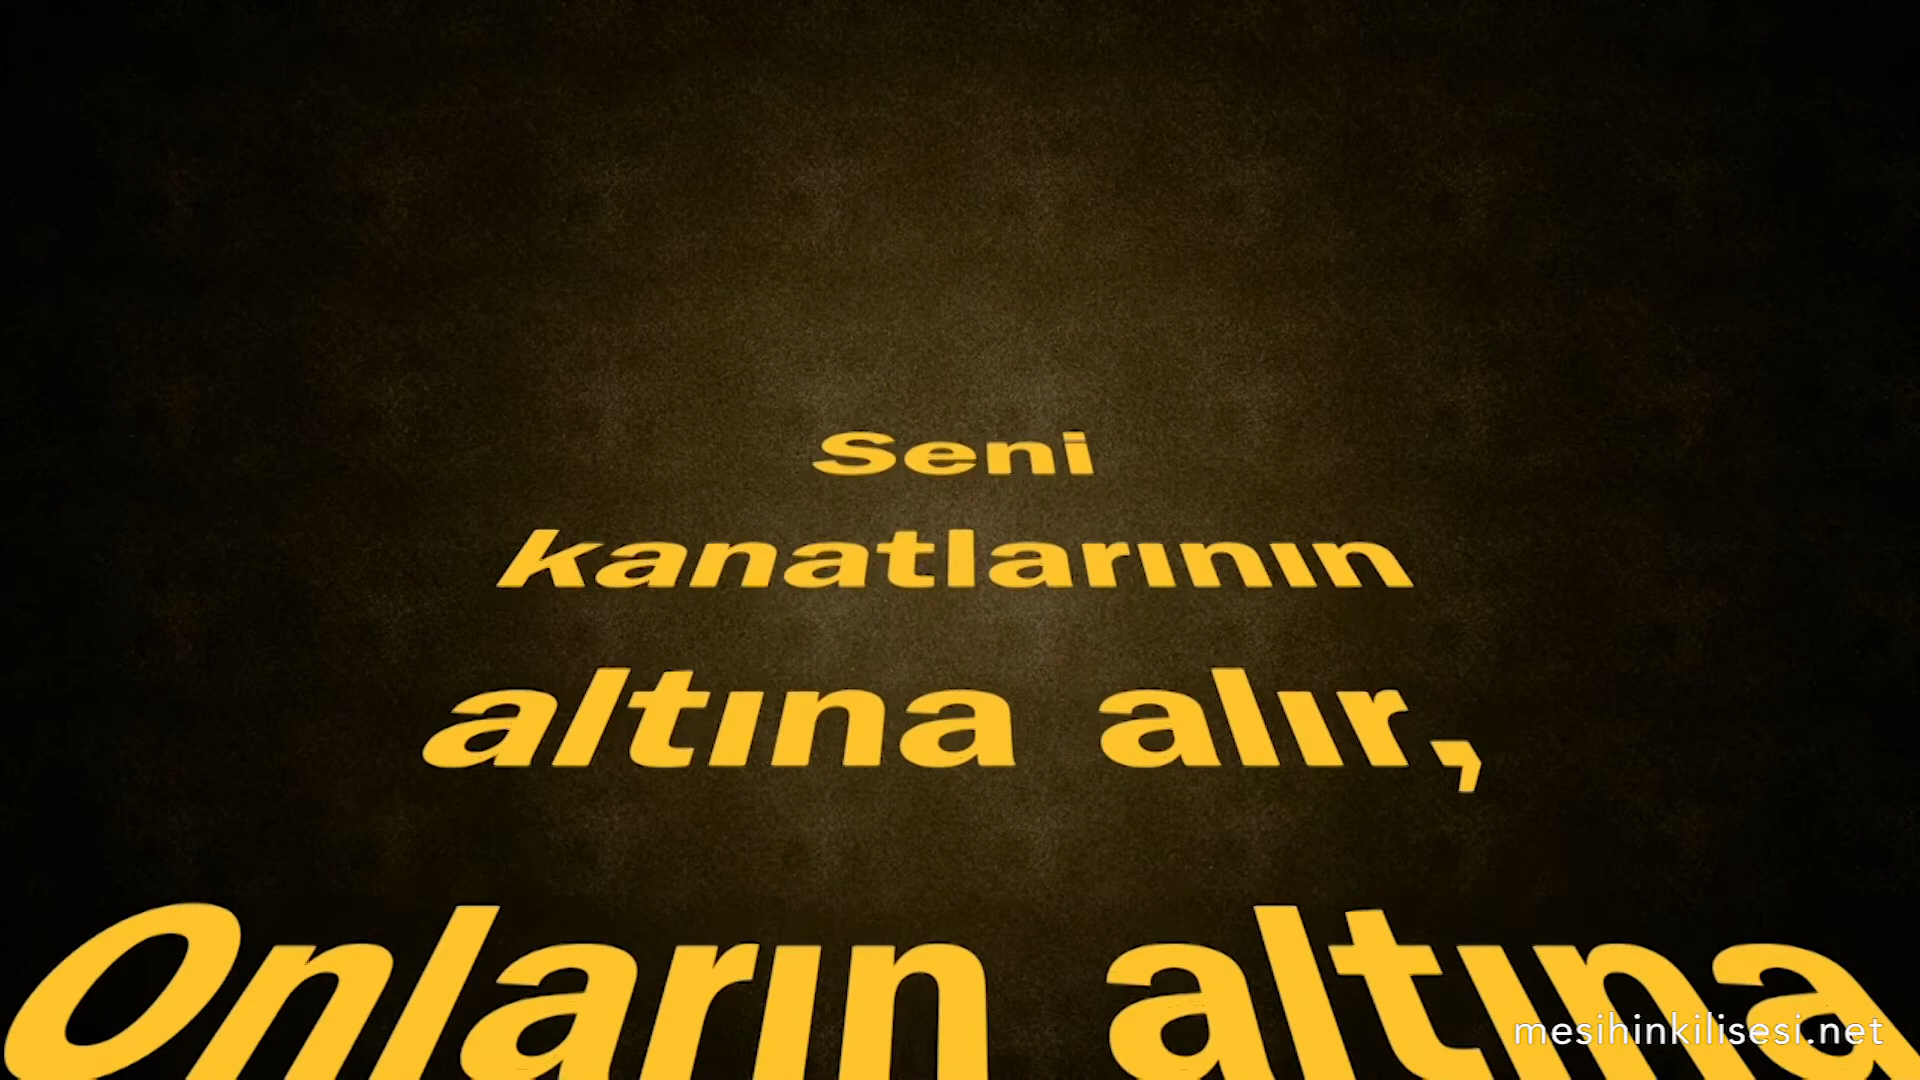 Seni
kanatlarının
altına alır,
Onların altına
mesihinkilisesi.net